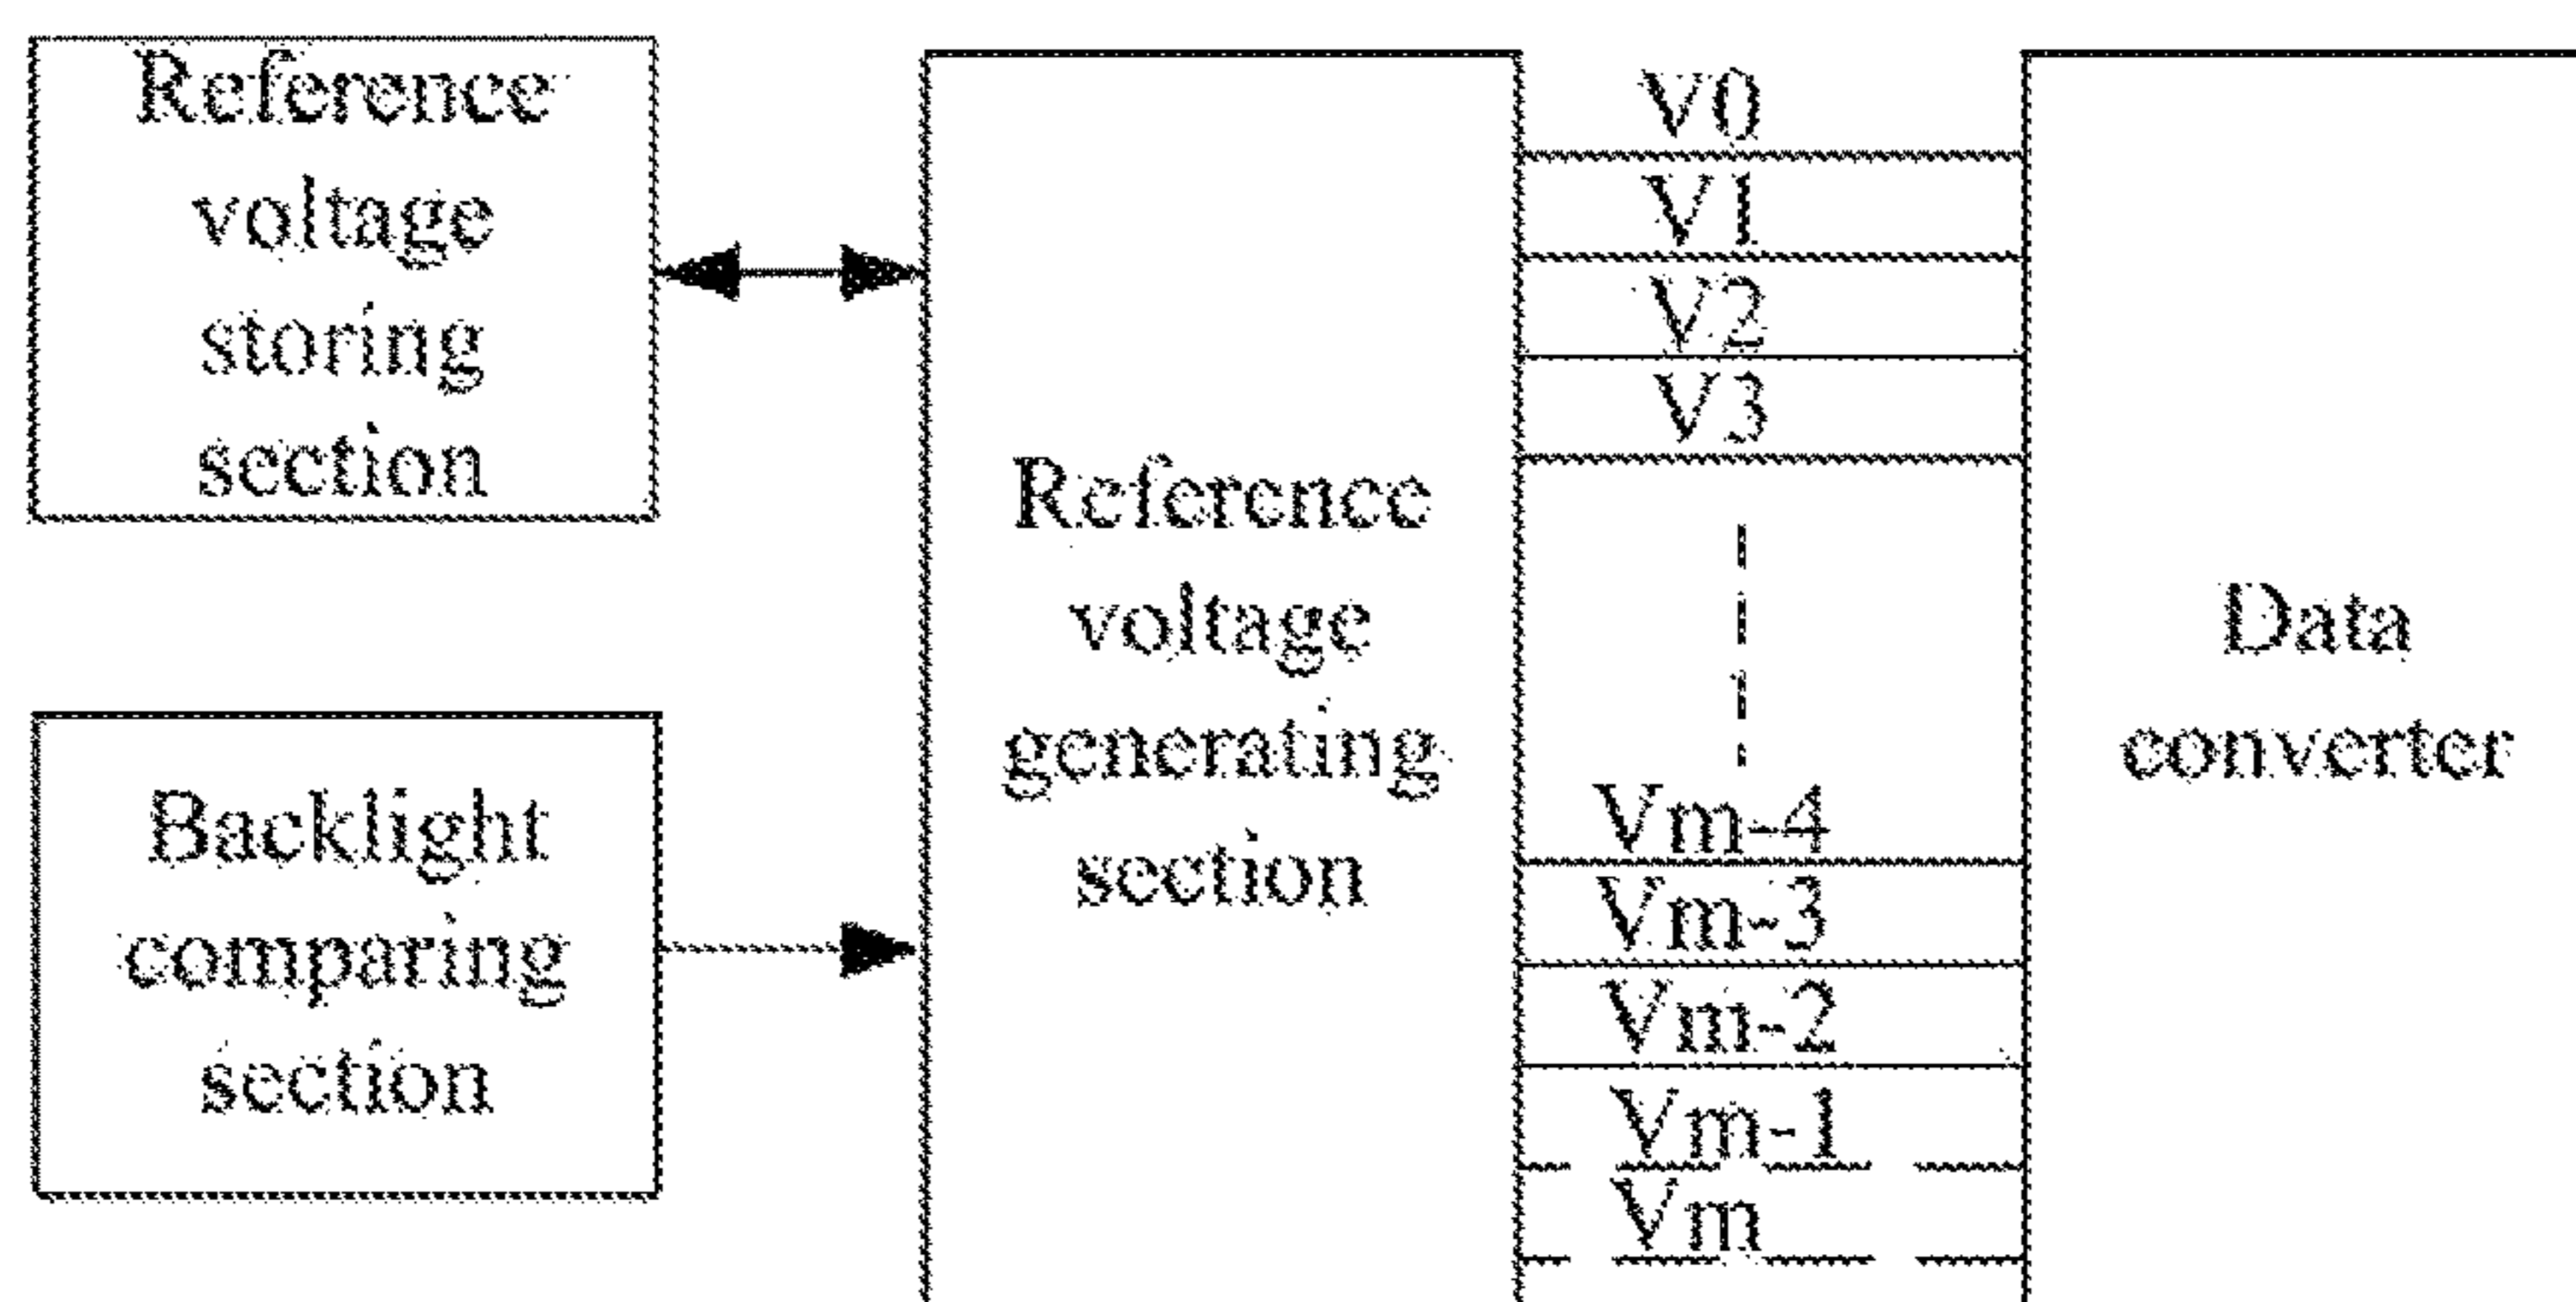 Reference
voltage
storing
section
Backlight
comparing
section
Reference
voltage
generating
section
V0
V1
V2
V3
Vm-4
Vm-3
Vm-2
Vm-1
Vm
Data
converter